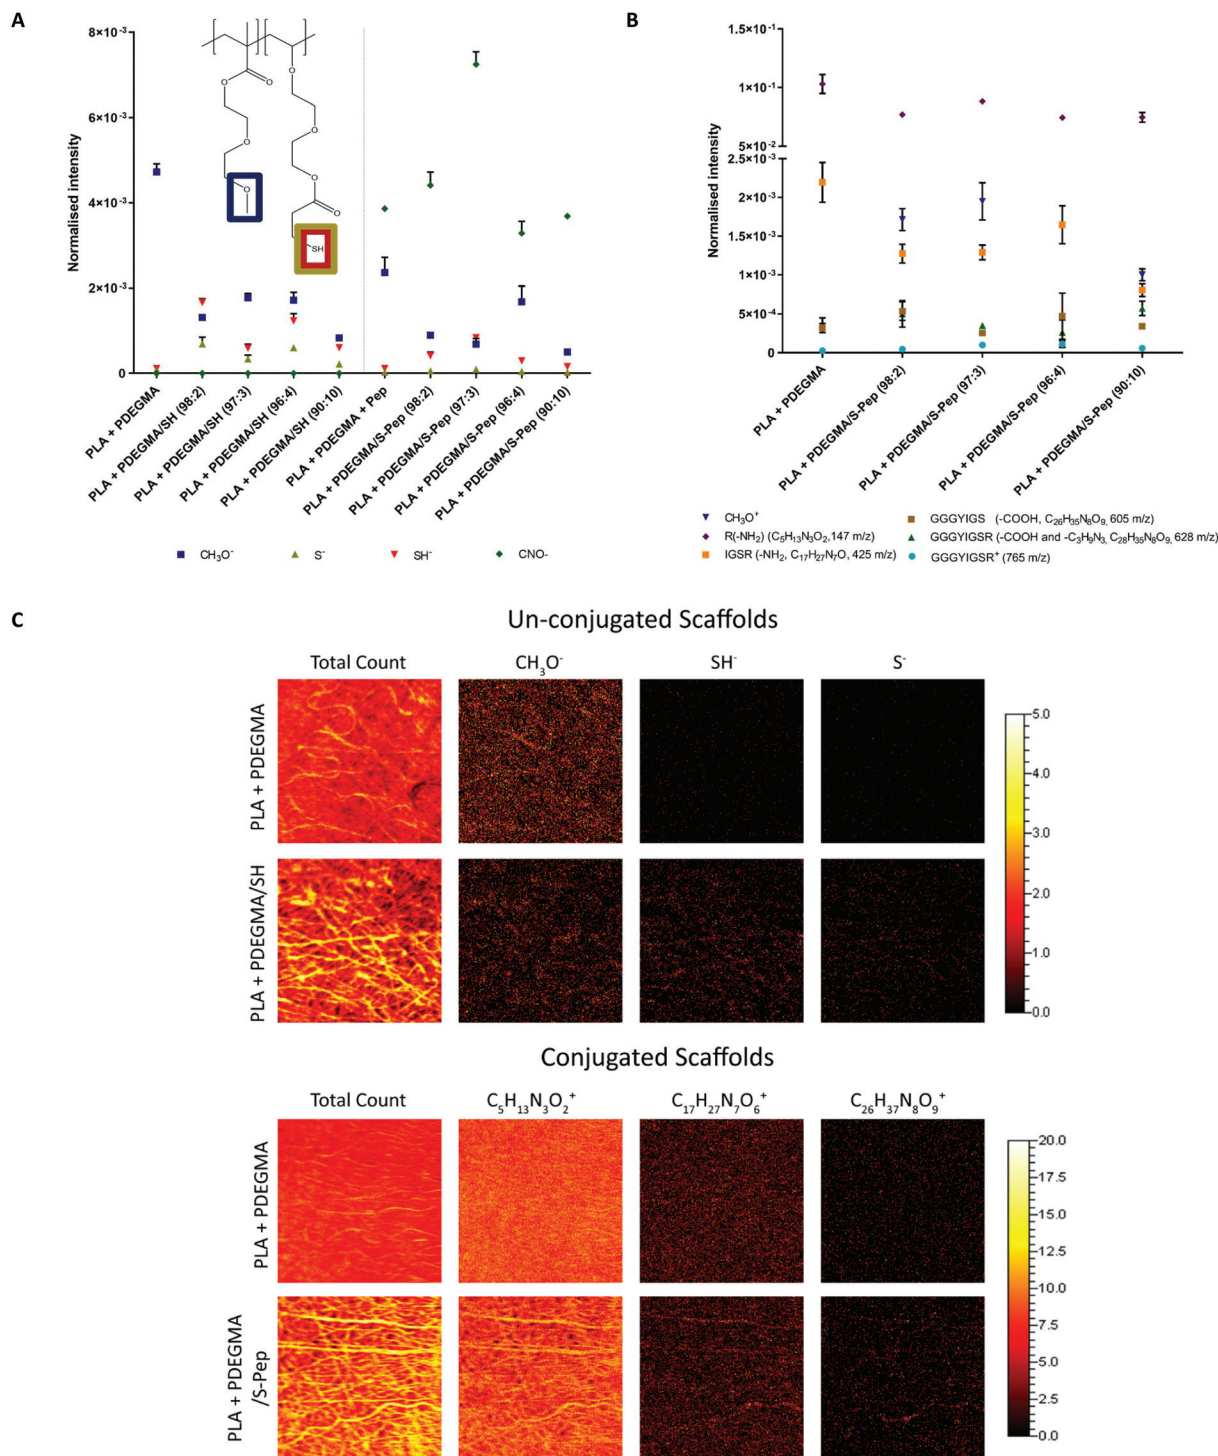 A
Normalised intensity
8×10⁻³
6×10⁻³
4×10⁻³
2×10⁻³
0
O
O
O
O
O
O
O
O
O
SH
PLA + PDEGMA
PLA + PDEGMA/SH (98:2)
PLA + PDEGMA/SH (97:3)
PLA + PDEGMA/SH (96:4)
PLA + PDEGMA/SH (90:10)
PLA + PDEGMA + Pep
PLA + PDEGMA/S-Pep (98:2)
PLA + PDEGMA/S-Pep (97:3)
PLA + PDEGMA/S-Pep (96:4)
PLA + PDEGMA/S-Pep (90:10)
CH₃O⁻
S⁻
SH⁻
CNO-
B
Normalised intensity
1.5×10⁻¹
1×10⁻¹
5×10⁻²
2.5×10⁻³
2×10⁻³
1.5×10⁻³
1×10⁻³
5×10⁻⁴
0
PLA + PDEGMA
PLA + PDEGMA/S-Pep (98:2)
PLA + PDEGMA/S-Pep (97:3)
PLA + PDEGMA/S-Pep (96:4)
PLA + PDEGMA/S-Pep (90:10)
CH₃O⁺
R(-NH₂) (C₅H₁₃N₃O₂,147 m/z)
IGSR (-NH₂, C₁₇H₂₇N₇O, 425 m/z)
GGGYIGS (-COOH, C₂₆H₃₅N₈O₉, 605 m/z)
GGGYIGSR (-COOH and -C₃H₉N₃, C₂₈H₃₅N₈O₉, 628 m/z)
GGGYIGSR⁺ (765 m/z)
C
Un-conjugated Scaffolds
Total Count
CH₃O⁻
SH⁻
S⁻
PLA + PDEGMA
PLA + PDEGMA/SH
5.0
4.0
3.0
2.0
1.0
0.0
Conjugated Scaffolds
Total Count
C₅H₁₃N₃O₂⁺
C₁₇H₂₇N₇O₆⁺
C₂₆H₃₇N₈O₉⁺
PLA + PDEGMA
PLA + PDEGMA
/S-Pep
20.0
17.5
15.0
12.5
10.0
7.5
5.0
2.5
0.0